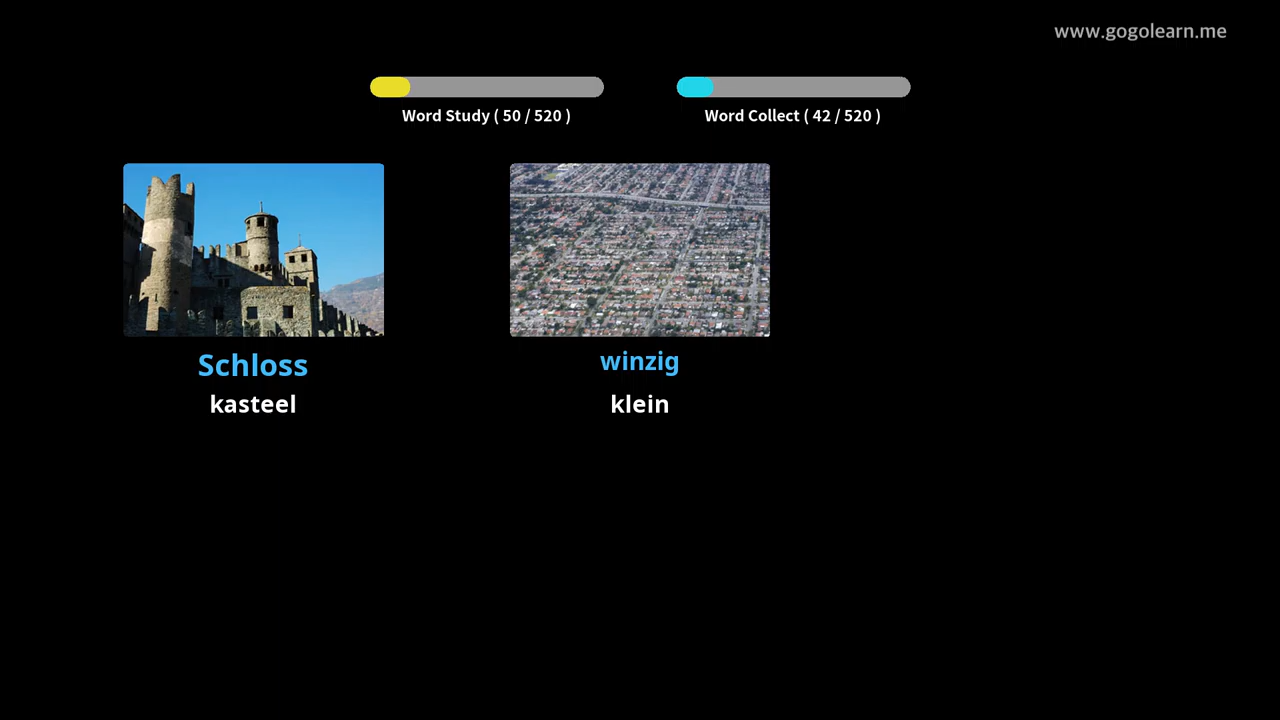 www.gogolearn.me
Word Study ( 50 / 520 )
Word Collect ( 42 / 520 )
Schloss
kasteel
winzig
klein